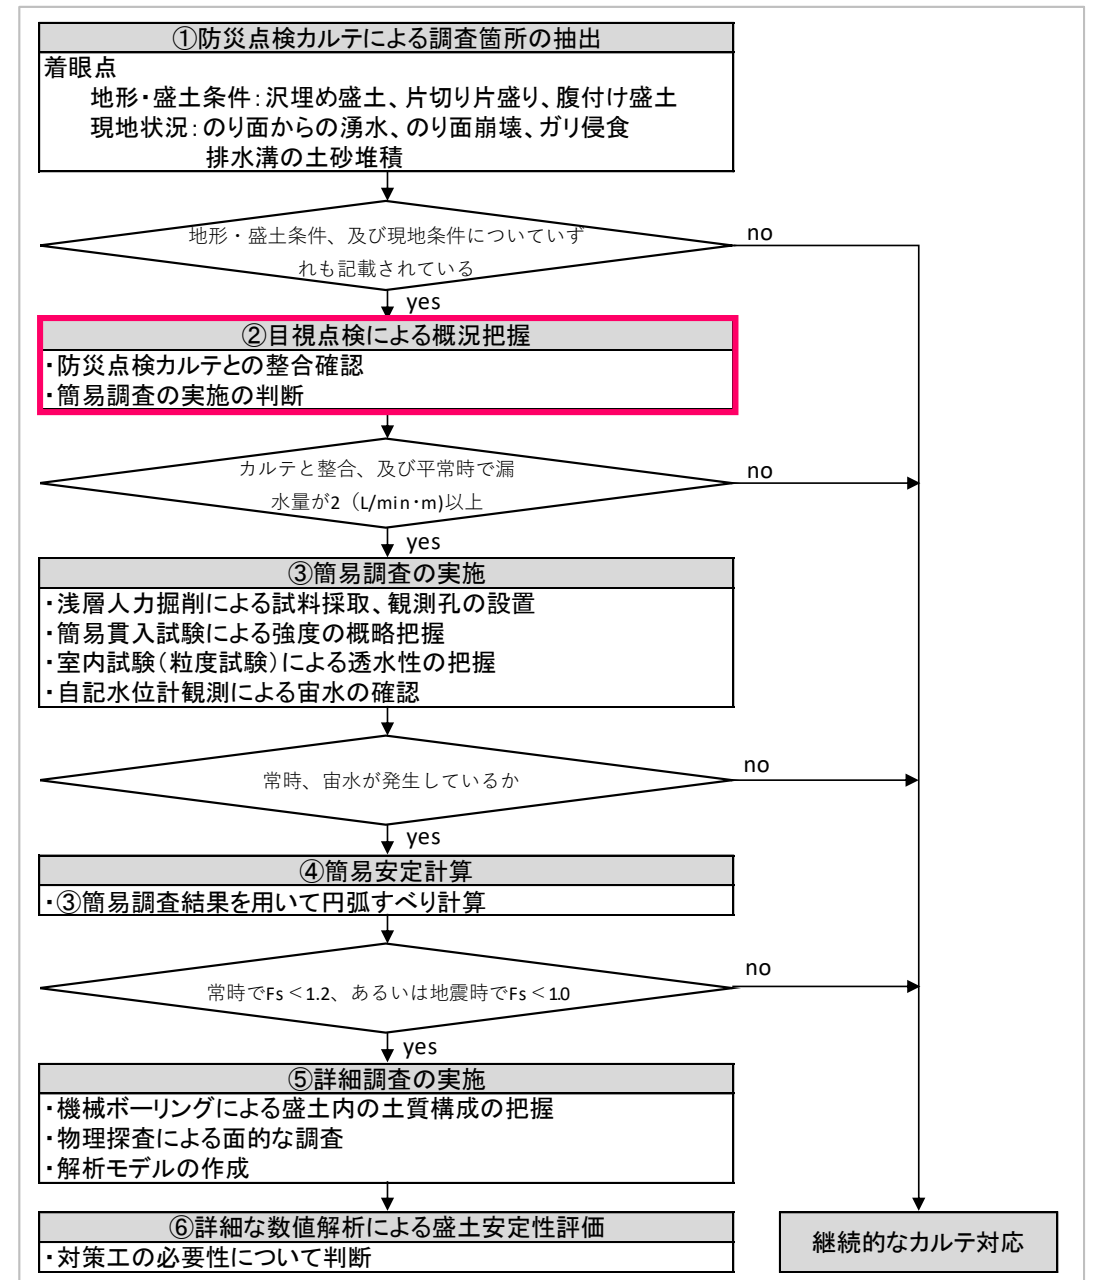 ①防災点検カルテによる調査箇所の抽出
着眼点
地形・盛土条件：沢埋め盛土、片切り片盛り、腹付け盛土
現地状況：のり面からの湧水、のり面崩壊、ガリ侵食
排水溝の土砂堆積
地形・盛土条件、及び現地条件についていず
れも記載されている
no
yes
②目視点検による概況把握
・防災点検カルテとの整合確認
・簡易調査の実施の判断
カルテと整合、及び平常時で漏
水量が2（L/min・m)以上
no
yes
③簡易調査の実施
・浅層人力掘削による試料採取、観測孔の設置
・簡易貫入試験による強度の概略把握
・室内試験（粒度試験）による透水性の把握
・自記水位計観測による宙水の確認
常時、宙水が発生しているか
no
yes
④簡易安定計算
・③簡易調査結果を用いて円弧すべり計算
常時でFs＜1.2、あるいは地震時でFs＜1.0
no
yes
⑤詳細調査の実施
・機械ボーリングによる盛土内の土質構成の把握
・物理探査による面的な調査
・解析モデルの作成
⑥詳細な数値解析による盛土安定性評価
・対策工の必要性について判断
継続的なカルテ対応